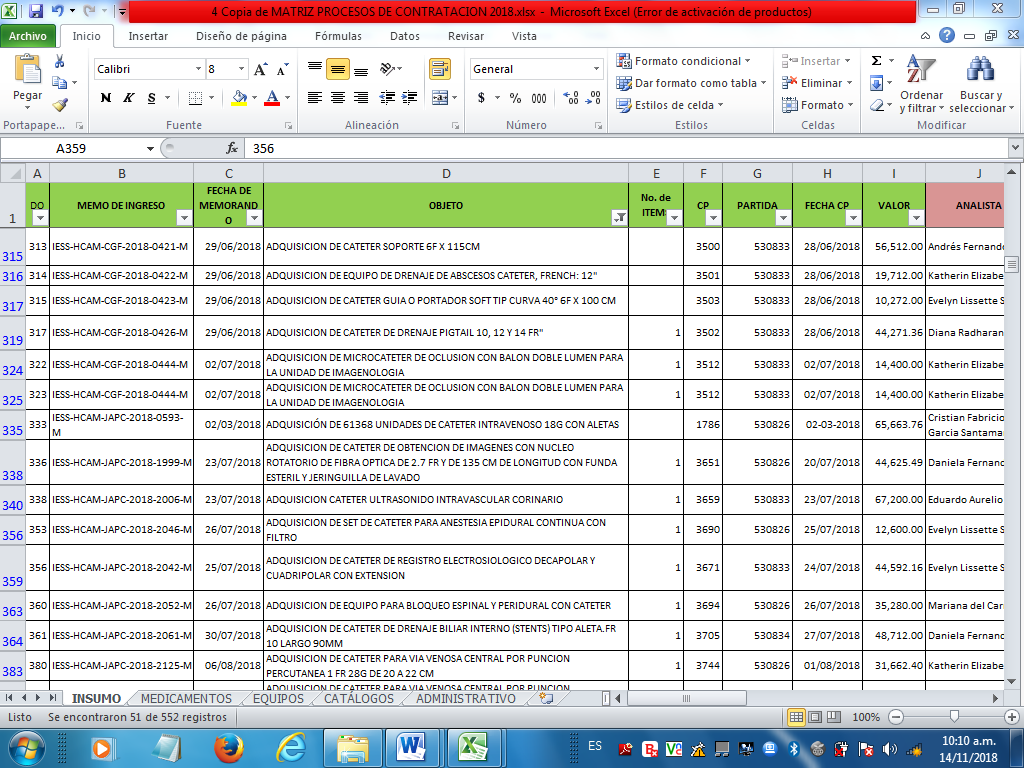 4 Copia de MATRIZ PROCESOS DE CONTRATACION 2018.xlsx - Microsoft Excel (Error de activación de productos)
Archivo Inicio Insertar Diseño de página Fórmulas Datos Revisar Vista
Calibri 8 General Formato condicional Insertar Σ
Pegar Dar formato como tabla Eliminar Ordenar y filtrar Buscar y seleccionar
N K S $ % 000 Estilos de celda Formato
Portapape... Fuente Alineación Número Estilos Celdas Modificar
A359 fx 356
A B C D E F G H I J
1 DO MEMO DE INGRESO FECHA DE MEMORANDO OBJETO No. de ITEM: CP PARTIDA FECHA CP VALOR ANALISTA
315 313 IESS-HCAM-CGF-2018-0421-M 29/06/2018 ADQUISICION DE CATETER SOPORTE 6F X 115CM 3500 530833 28/06/2018 56,512.00 Andrés Fernand
316 314 IESS-HCAM-CGF-2018-0422-M 29/06/2018 ADQUISICION DE EQUIPO DE DRENAJE DE ABSCESOS CATETER, FRENCH: 12" 3501 530833 28/06/2018 19,712.00 Katherin Elizabe
317 315 IESS-HCAM-CGF-2018-0423-M 29/06/2018 ADQUISICION DE CATETER GUIA O PORTADOR SOFT TIP CURVA 40° 6F X 100 CM 3503 530833 28/06/2018 10,272.00 Evelyn Lissette S
319 317 IESS-HCAM-CGF-2018-0426-M 29/06/2018 ADQUISICION DE CATETER DE DRENAJE PIGTAIL 10, 12 Y 14 FR" 1 3502 530833 28/06/2018 44,271.36 Diana Radharan
324 322 IESS-HCAM-CGF-2018-0444-M 02/07/2018 ADQUISICION DE MICROCATETER DE OCLUSION CON BALON DOBLE LUMEN PARA
LA UNIDAD DE IMAGENOLOGIA 1 3512 530833 02/07/2018 14,400.00 Katherin Elizabe
325 323 IESS-HCAM-CGF-2018-0444-M 02/07/2018 ADQUISICION DE MICROCATETER DE OCLUSION CON BALON DOBLE LUMEN PARA
LA UNIDAD DE IMAGENOLOGIA 1 3512 530833 02/07/2018 14,400.00 Katherin Elizabe
335 333 IESS-HCAM-JAPC-2018-0593-
M 02/03/2018 ADQUISICIÓN DE 61368 UNIDADES DE CATETER INTRAVENOSO 18G CON ALETAS 1786 530826 02-03-2018 65,663.76 Cristian Fabricio
Garcia Santama
338 336 IESS-HCAM-JAPC-2018-1999-M 23/07/2018 ADQUISICION DE CATETER DE OBTENCION DE IMAGENES CON NUCLEO
ROTATORIO DE FIBRA OPTICA DE 2.7 FR Y DE 135 CM DE LONGITUD CON FUNDA
ESTERIL Y JERINGUILLA DE LAVADO 1 3651 530826 20/07/2018 44,625.49 Daniela Fernanc
340 338 IESS-HCAM-JAPC-2018-2006-M 23/07/2018 ADQUISICION CATETER ULTRASONIDO INTRAVASCULAR CORINARIO 1 3659 530833 23/07/2018 67,200.00 Eduardo Aurelio
356 353 IESS-HCAM-JAPC-2018-2046-M 26/07/2018 ADQUISICION DE SET DE CATETER PARA ANESTESIA EPIDURAL CONTINUA CON
FILTRO 1 3690 530826 25/07/2018 12,600.00 Evelyn Lissette S
359 356 IESS-HCAM-JAPC-2018-2042-M 25/07/2018 ADQUISICION DE CATETER DE REGISTRO ELECTROSIOLOGICO DECAPOLAR Y
CUADRIPOLAR CON EXTENSION 1 3671 530833 24/07/2018 44,592.16 Evelyn Lissette S
363 360 IESS-HCAM-JAPC-2018-2052-M 26/07/2018 ADQUISICION DE EQUIPO PARA BLOQUEO ESPINAL Y PERIDURAL CON CATETER 1 3694 530826 26/07/2018 35,280.00 Mariana del Car
364 361 IESS-HCAM-JAPC-2018-2061-M 30/07/2018 ADQUISICION DE CATETER DE DRENAJE BILIAR INTERNO (STENTS) TIPO ALETA.FR
10 LARGO 90MM 1 3705 530834 27/07/2018 48,712.00 Daniela Fernanc
383 380 IESS-HCAM-JAPC-2018-2125-M 06/08/2018 ADQUISICION DE CATETER PARA VIA VENOSA CENTRAL POR PUNCION
PERCUTANEA 1 FR 28G DE 20 A 22 CM 1 3744 530826 01/08/2018 31,662.40 Katherin Elizabe
ADQUISICION DE CATETER PARA VIA VENOSA CENTRAL POR PUNCION
INSUMO MEDICAMENTOS EQUIPOS CATÁLOGOS ADMINISTRATIVO
Listo Se encontraron 51 de 552 registros 100%
ES 10:10 a.m.
14/11/2018